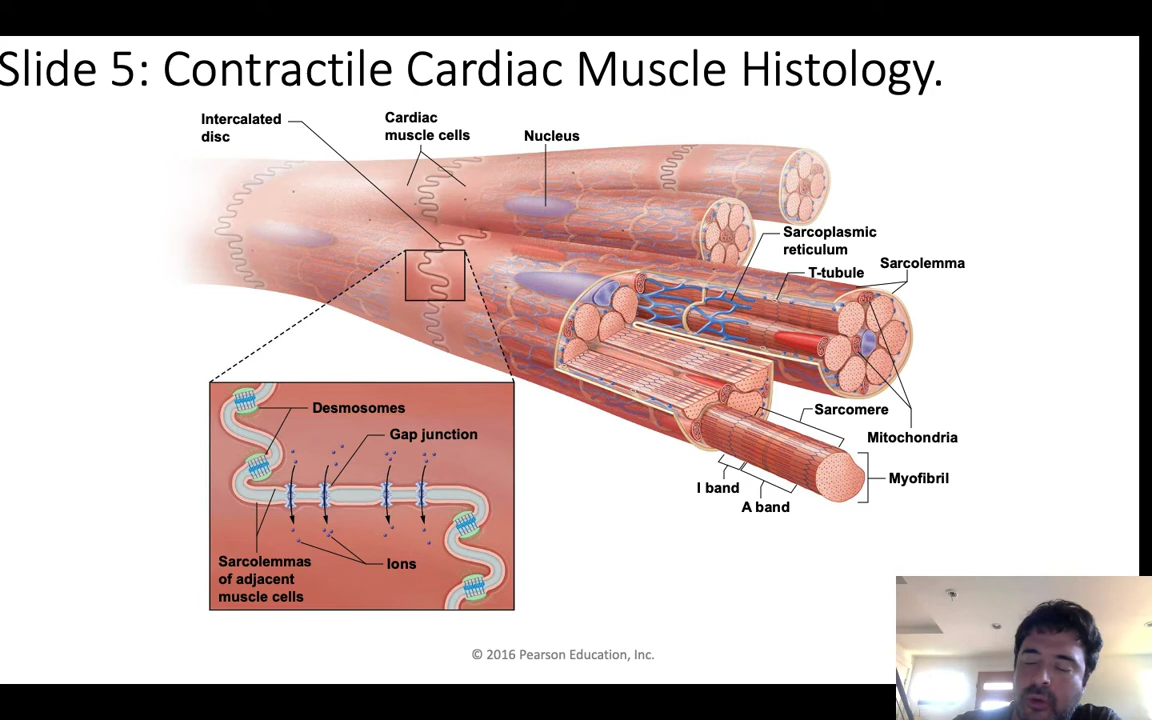 Slide 5: Contractile Cardiac Muscle Histology.
Intercalated
disc
Cardiac
muscle cells
Nucleus
Sarcoplasmic
reticulum
T-tubule
Sarcolemma
Desmosomes
Gap junction
Sarcolemmas
of adjacent
muscle cells
Ions
Sarcomere
Mitochondria
I band
A band
Myofibril
© 2016 Pearson Education, Inc.